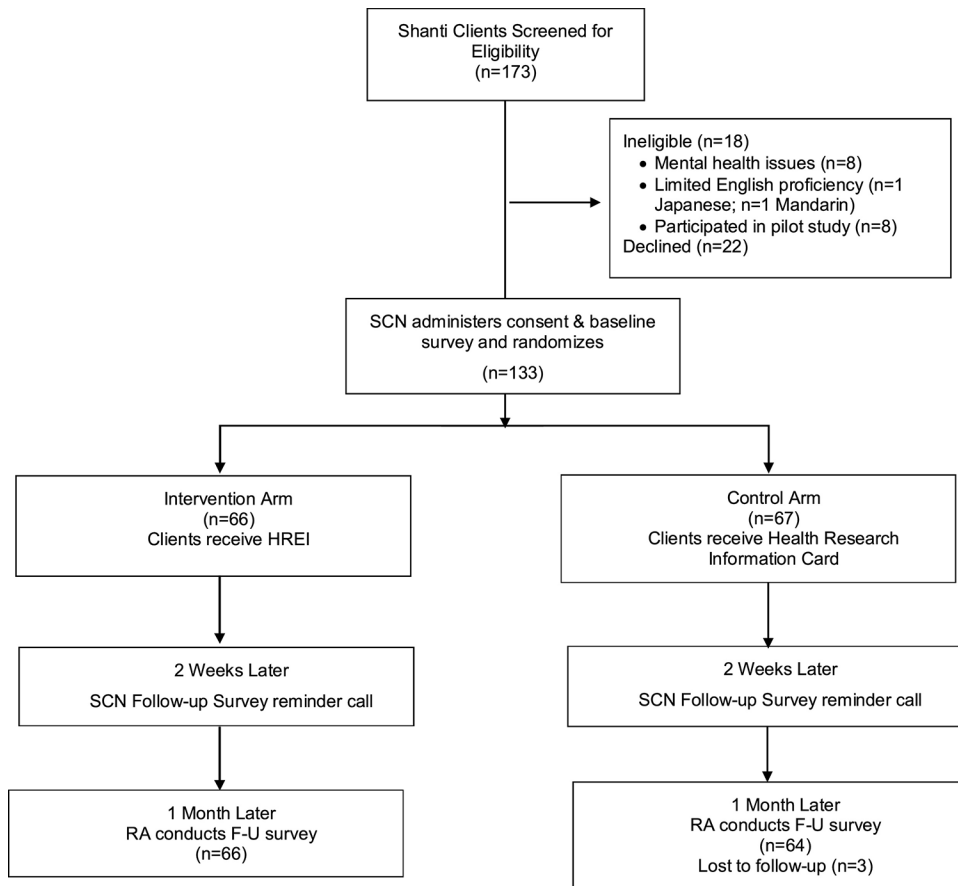 Shanti Clients Screened for
Eligibility
(n=173)
Ineligible (n=18)
• Mental health issues (n=8)
• Limited English proficiency (n=1
Japanese; n=1 Mandarin)
• Participated in pilot study (n=8)
Declined (n=22)
SCN administers consent & baseline
survey and randomizes
(n=133)
Intervention Arm
(n=66)
Clients receive HREI
Control Arm
(n=67)
Clients receive Health Research
Information Card
2 Weeks Later
SCN Follow-up Survey reminder call
2 Weeks Later
SCN Follow-up Survey reminder call
1 Month Later
RA conducts F-U survey
(n=66)
1 Month Later
RA conducts F-U survey
(n=64)
Lost to follow-up (n=3)